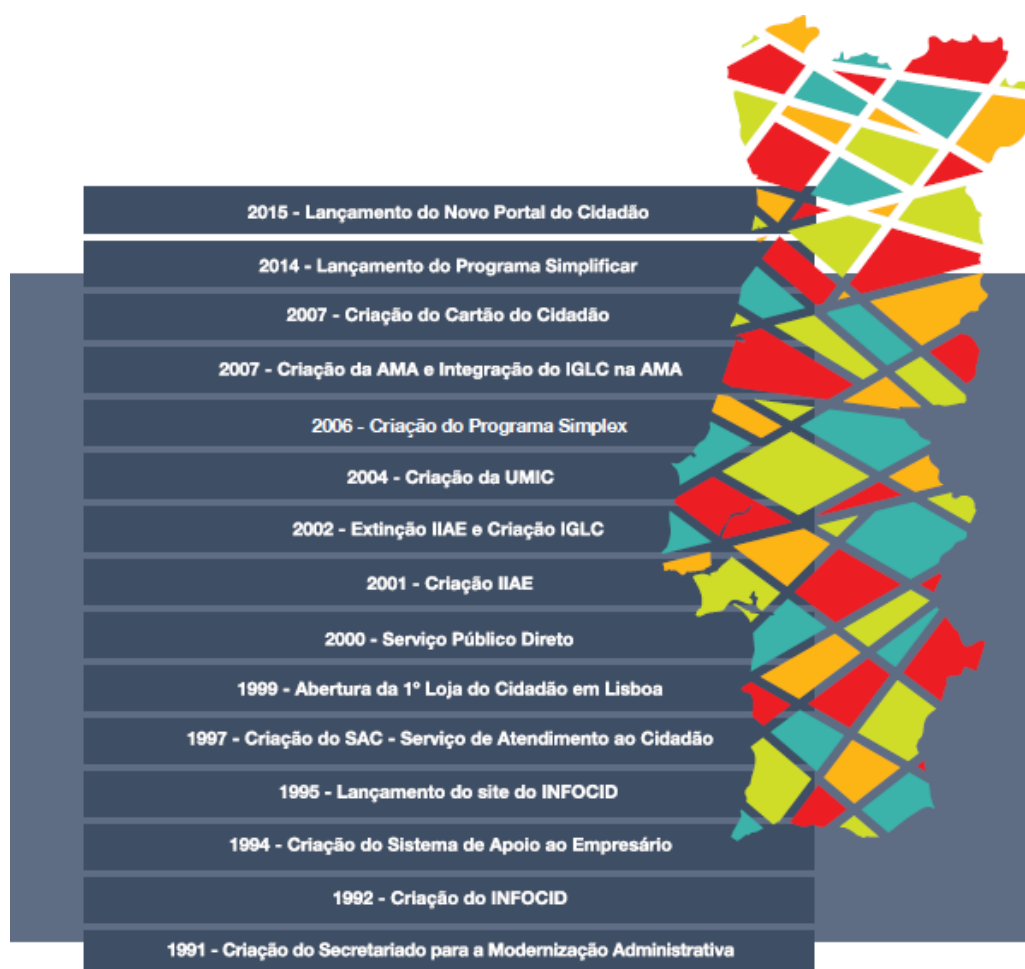 2015 - Lançamento do Novo Portal do Cidadão
2014 - Lançamento do Programa Simplificar
2007 - Criação do Cartão do Cidadão
2007 - Criação da AMA e Integração do IGLC na AMA
2006 - Criação do Programa Simplex
2004 - Criação da UMIC
2002 - Extinção IIAE e Criação IGLC
2001 - Criação IIAE
2000 - Serviço Público Direto
1999 - Abertura da 1º Loja do Cidadão em Lisboa
1997 - Criação do SAC - Serviço de Atendimento ao Cidadão
1995 - Lançamento do site do INFOCID
1994 - Criação do Sistema de Apoio ao Empresário
1992 - Criação do INFOCID
1991 - Criação do Secretariado para a Modernização Administrativa